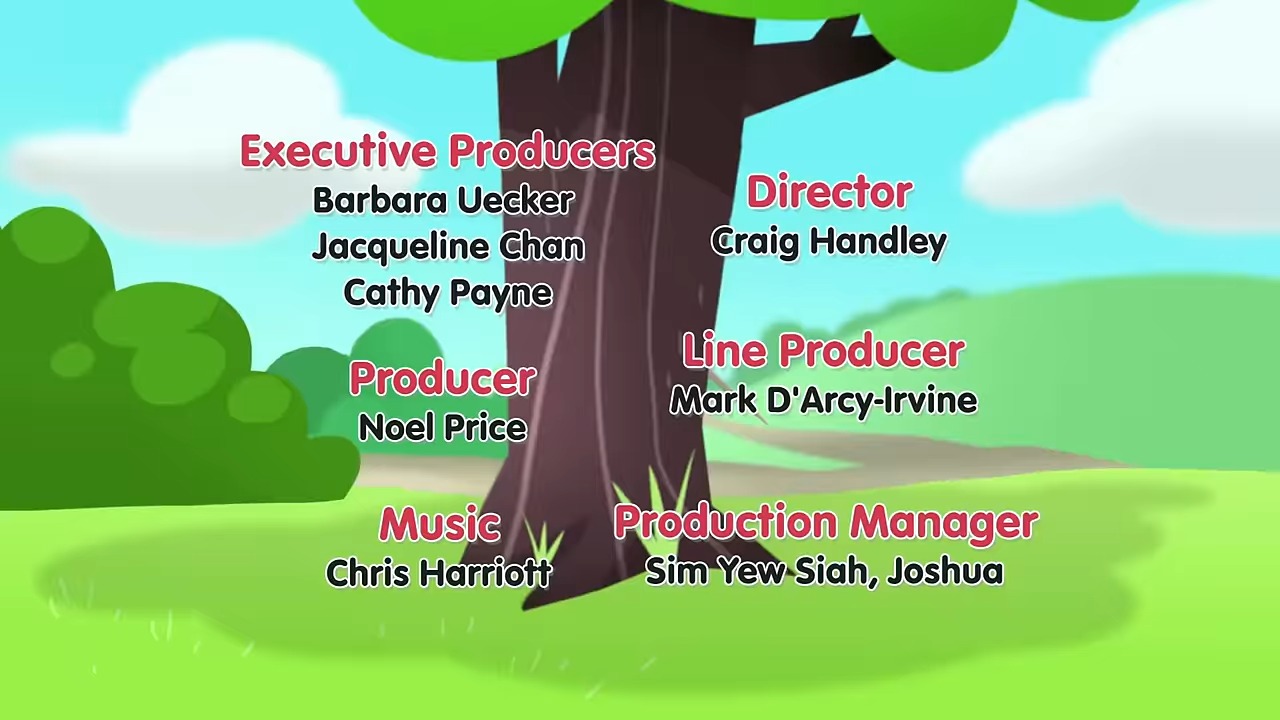 Executive Producers
Barbara Uecker
Jacqueline Chan
Cathy Payne
Producer
Noel Price
Music
Chris Harriott
Director
Craig Handley
Line Producer
Mark D'Arcy-Irvine
Production Manager
Sim Yew Siah, Joshua